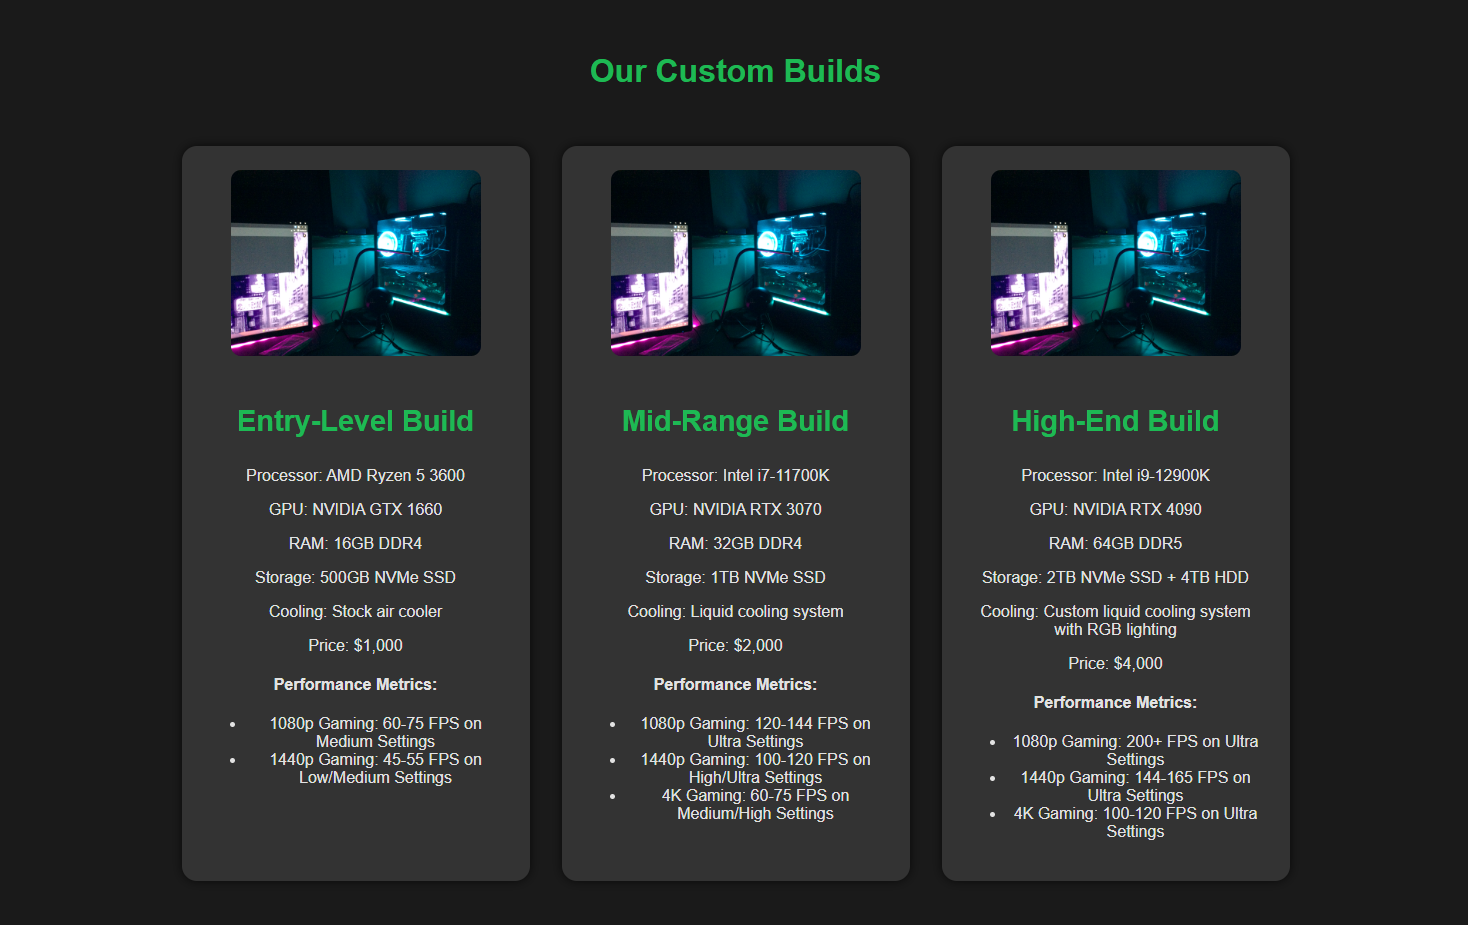 Our Custom Builds
Entry-Level Build
Processor: AMD Ryzen 5 3600
GPU: NVIDIA GTX 1660
RAM: 16GB DDR4
Storage: 500GB NVMe SSD
Cooling: Stock air cooler
Price: $1,000
Performance Metrics:
• 1080p Gaming: 60-75 FPS on
Medium Settings
• 1440p Gaming: 45-55 FPS on
Low/Medium Settings
Mid-Range Build
Processor: Intel i7-11700K
GPU: NVIDIA RTX 3070
RAM: 32GB DDR4
Storage: 1TB NVMe SSD
Cooling: Liquid cooling system
Price: $2,000
Performance Metrics:
• 1080p Gaming: 120-144 FPS on
Ultra Settings
• 1440p Gaming: 100-120 FPS on
High/Ultra Settings
• 4K Gaming: 60-75 FPS on
Medium/High Settings
High-End Build
Processor: Intel i9-12900K
GPU: NVIDIA RTX 4090
RAM: 64GB DDR5
Storage: 2TB NVMe SSD + 4TB HDD
Cooling: Custom liquid cooling system
with RGB lighting
Price: $4,000
Performance Metrics:
• 1080p Gaming: 200+ FPS on Ultra
Settings
• 1440p Gaming: 144-165 FPS on
Ultra Settings
• 4K Gaming: 100-120 FPS on Ultra
Settings